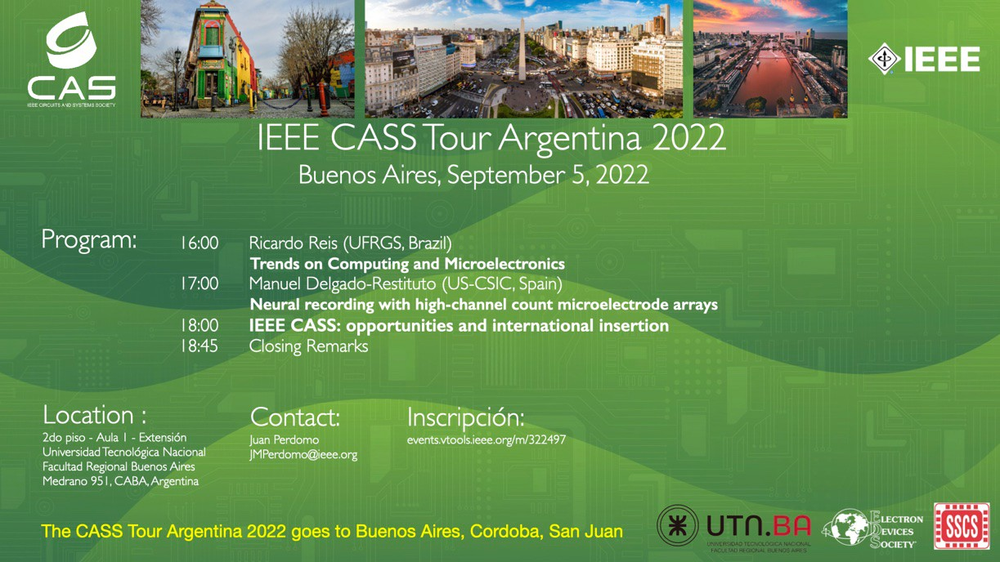 CAS
IEEE CIRCUITS AND SYSTEMS SOCIETY
IEEE
IEEE CASS Tour Argentina 2022
Buenos Aires, September 5, 2022
Program:
16:00 Ricardo Reis (UFRGS, Brazil)
Trends on Computing and Microelectronics
17:00 Manuel Delgado-Restituto (US-CSIC, Spain)
Neural recording with high-channel count microelectrode arrays
18:00 IEEE CASS: opportunities and international insertion
18:45 Closing Remarks
Location :
2do piso - Aula 1 - Extensión
Universidad Tecnológica Nacional
Facultad Regional Buenos Aires
Medrano 951, CABA, Argentina
Contact:
Juan Perdomo
JMPerdomo@ieee.org
Inscripción:
events.vtools.ieee.org/m/322497
The CASS Tour Argentina 2022 goes to Buenos Aires, Cordoba, San Juan
UTN.BA
UNIVERSIDAD TECNOLÓGICA NACIONAL
FACULTAD REGIONAL BUENOS AIRES
EDS
ELECTRON
DEVICES
SOCIETY
SSCS